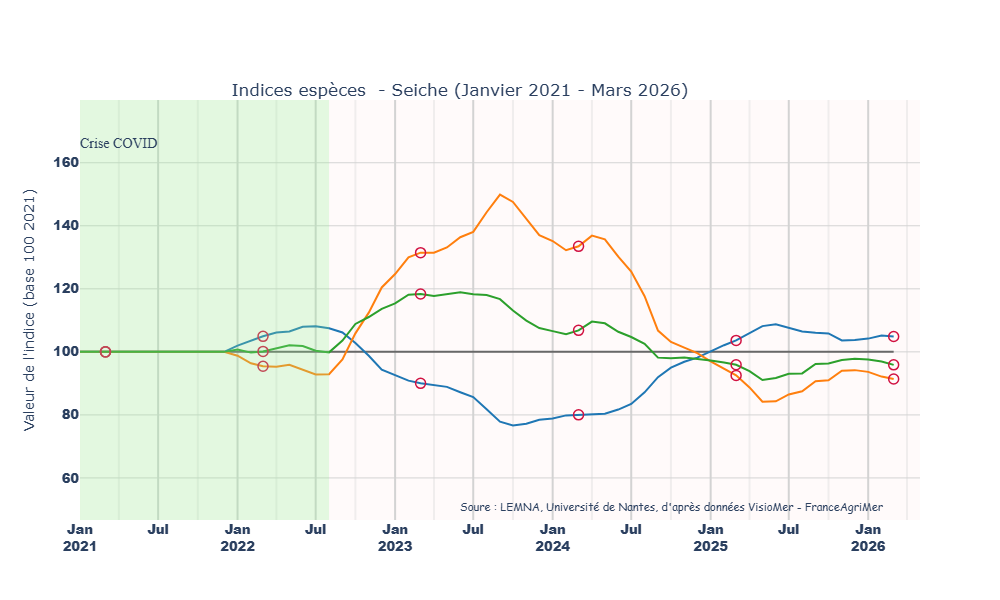 Indices espèces  - Seiche (Janvier 2021 - Mars 2026)
Crise COVID
Valeur de l'indice (base 100 2021)
160
140
120
100
80
60
Soure : LEMNA, Université de Nantes, d'après données VisioMer - FranceAgriMer
Jan Jul Jan Jul Jan Jul Jan Jul Jan Jul Jan
2021 2022 2023 2024 2025 2026